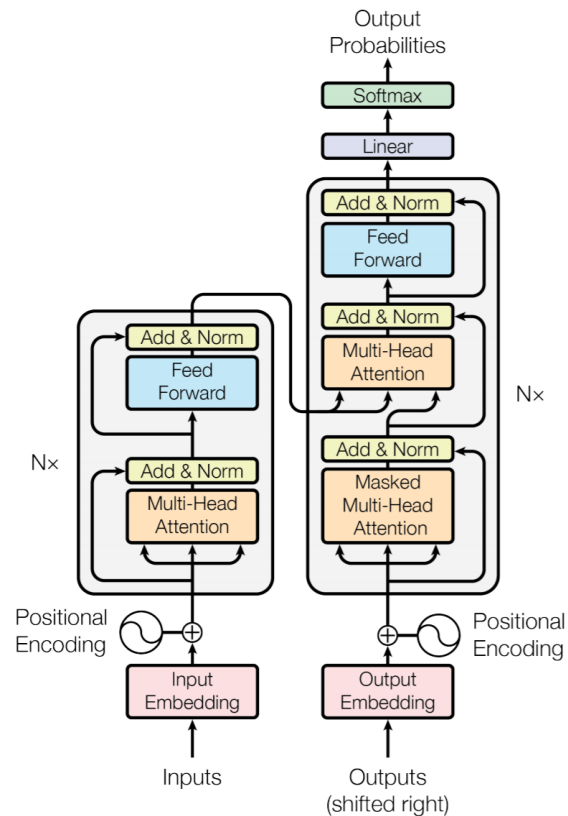 Output
Probabilities
Softmax
Linear
Add & Norm
Feed
Forward
Add & Norm
Multi-Head
Attention
Add & Norm
Masked
Multi-Head
Attention
N×
Add & Norm
Feed
Forward
Add & Norm
Multi-Head
Attention
N×
Positional
Encoding
Positional
Encoding
Input
Embedding
Output
Embedding
Inputs
Outputs
(shifted right)